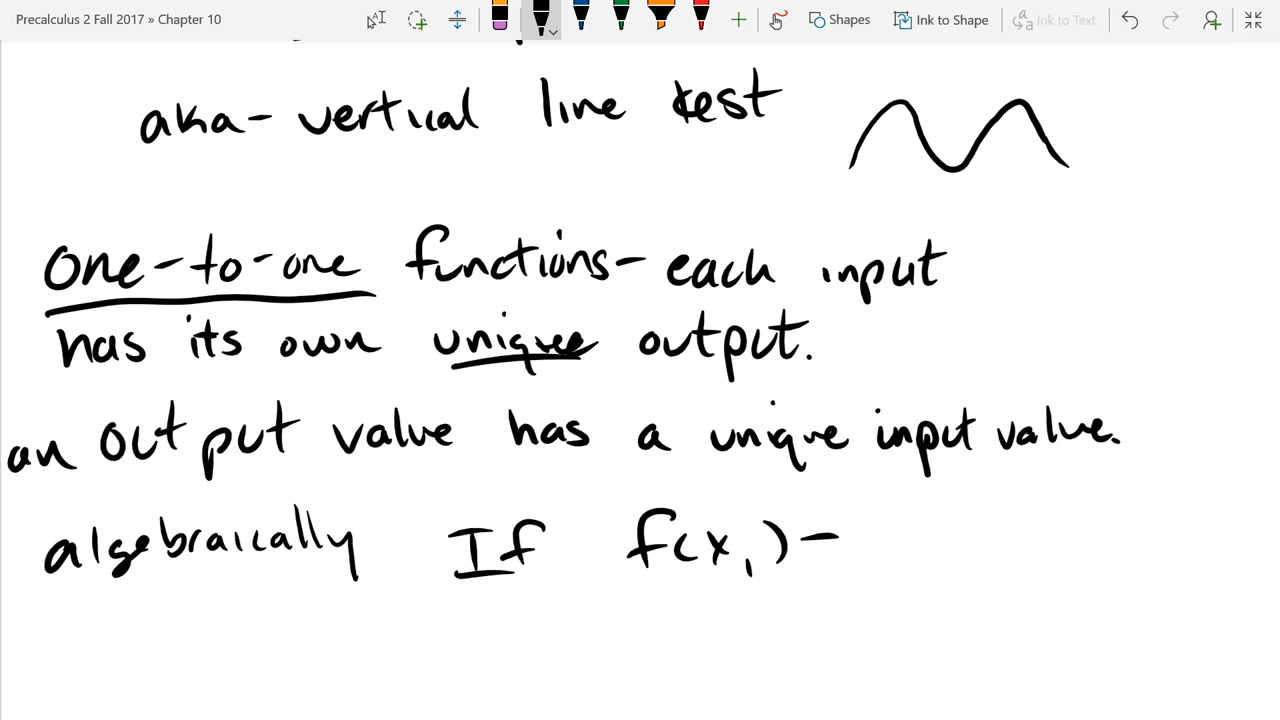 Precalculus 2 Fall 2017 » Chapter 10
Shapes
Ink to Shape
Ink to Text
aka - vertical line test
one-to-one functions - each input
has its own unique output.
an output value has a unique input value.
algebraically If f(x₁) -